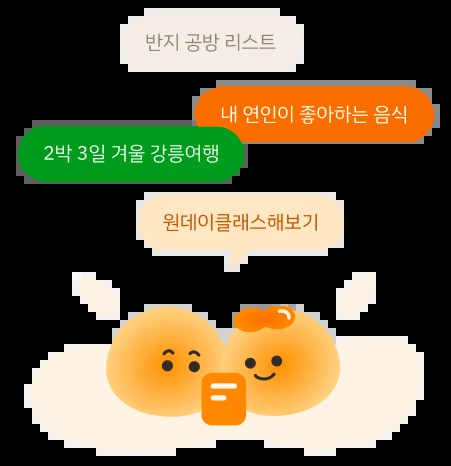 반지 공방 리스트
내 연인이 좋아하는 음식
2박 3일 겨울 강릉여행
원데이클래스해보기